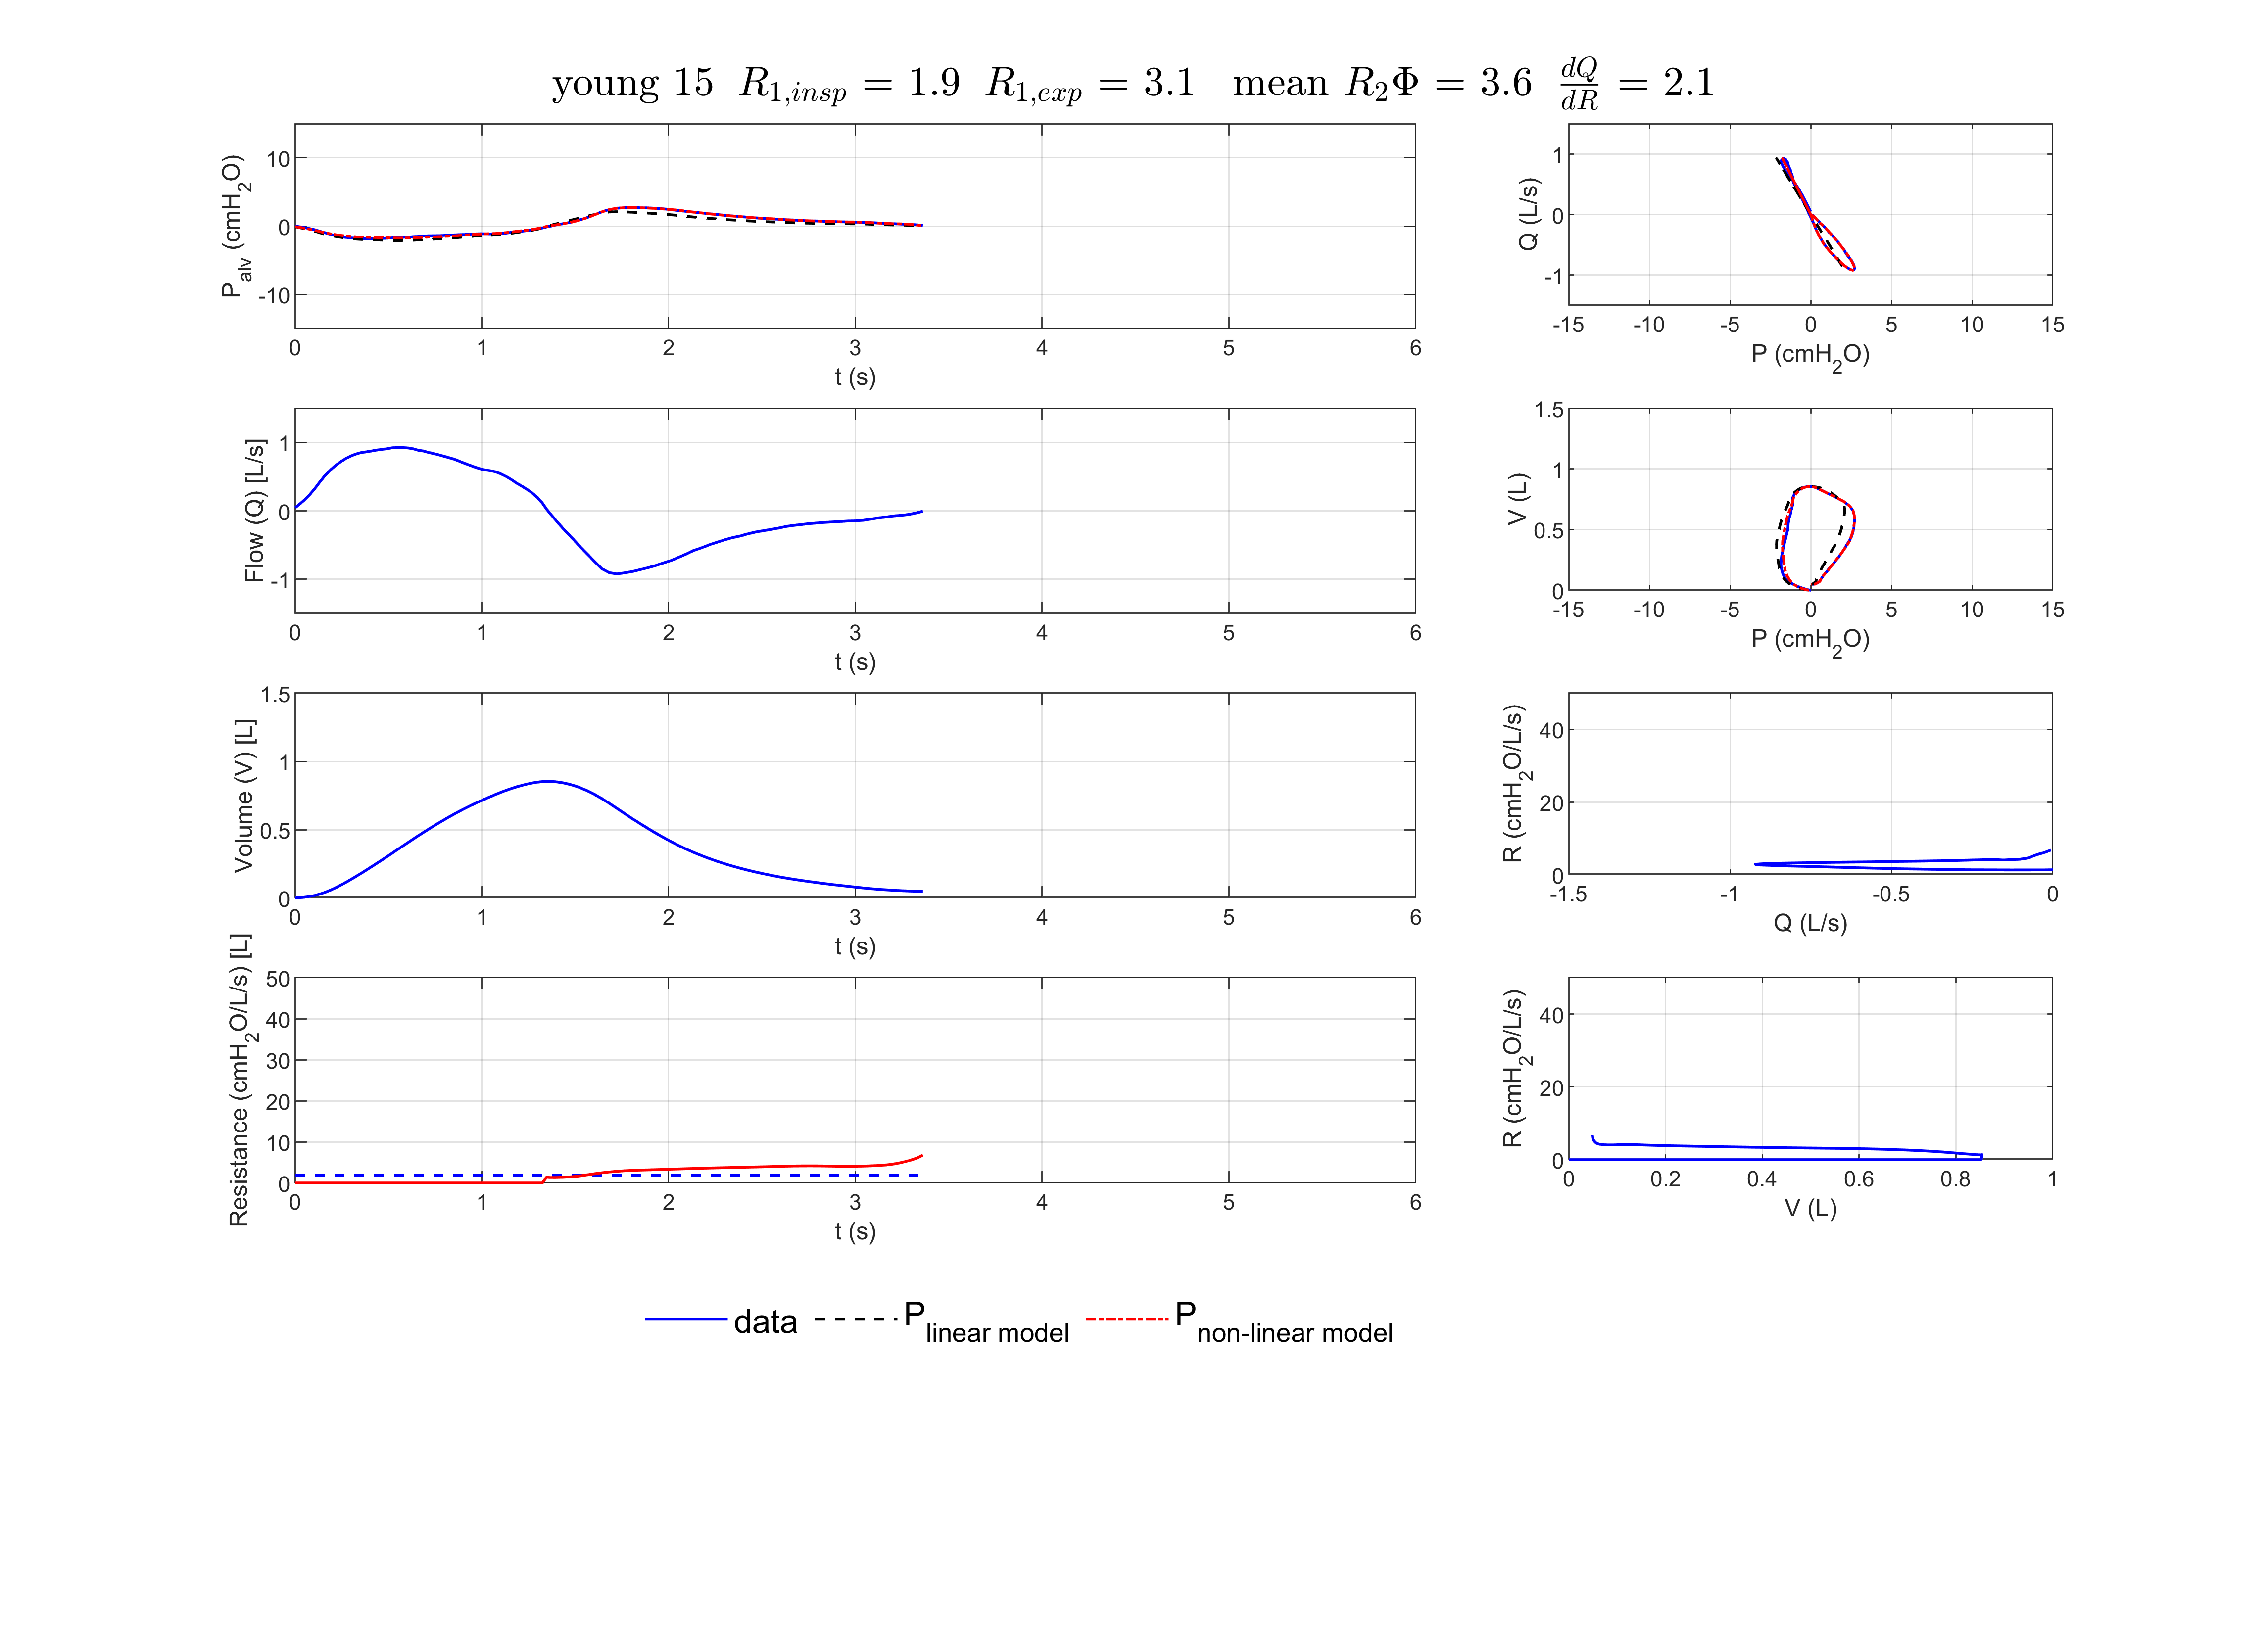 young 15 R1,insp = 1.9 R1,exp = 3.1 mean R2Φ = 3.6 dQ/dR = 2.1
Palv (cmH2O)
10
0
-10
0 1 2 3 4 5 6
t (s)
Q (L/s)
1
0
-1
-15 -10 -5 0 5 10 15
P (cmH2O)
Flow (Q) [L/s]
1
0
-1
0 1 2 3 4 5 6
t (s)
V (L)
1.5
1
0.5
0
-15 -10 -5 0 5 10 15
P (cmH2O)
Volume (V) [L]
1.5
1
0.5
0
0 1 2 3 4 5 6
t (s)
R (cmH2O/L/s)
40
20
0
-1.5 -1 -0.5 0
Q (L/s)
Resistance (cmH2O/L/s) [L]
50
40
30
20
10
0
0 1 2 3 4 5 6
t (s)
R (cmH2O/L/s)
40
20
0
0 0.2 0.4 0.6 0.8 1
V (L)
data Plinear model Pnon-linear model